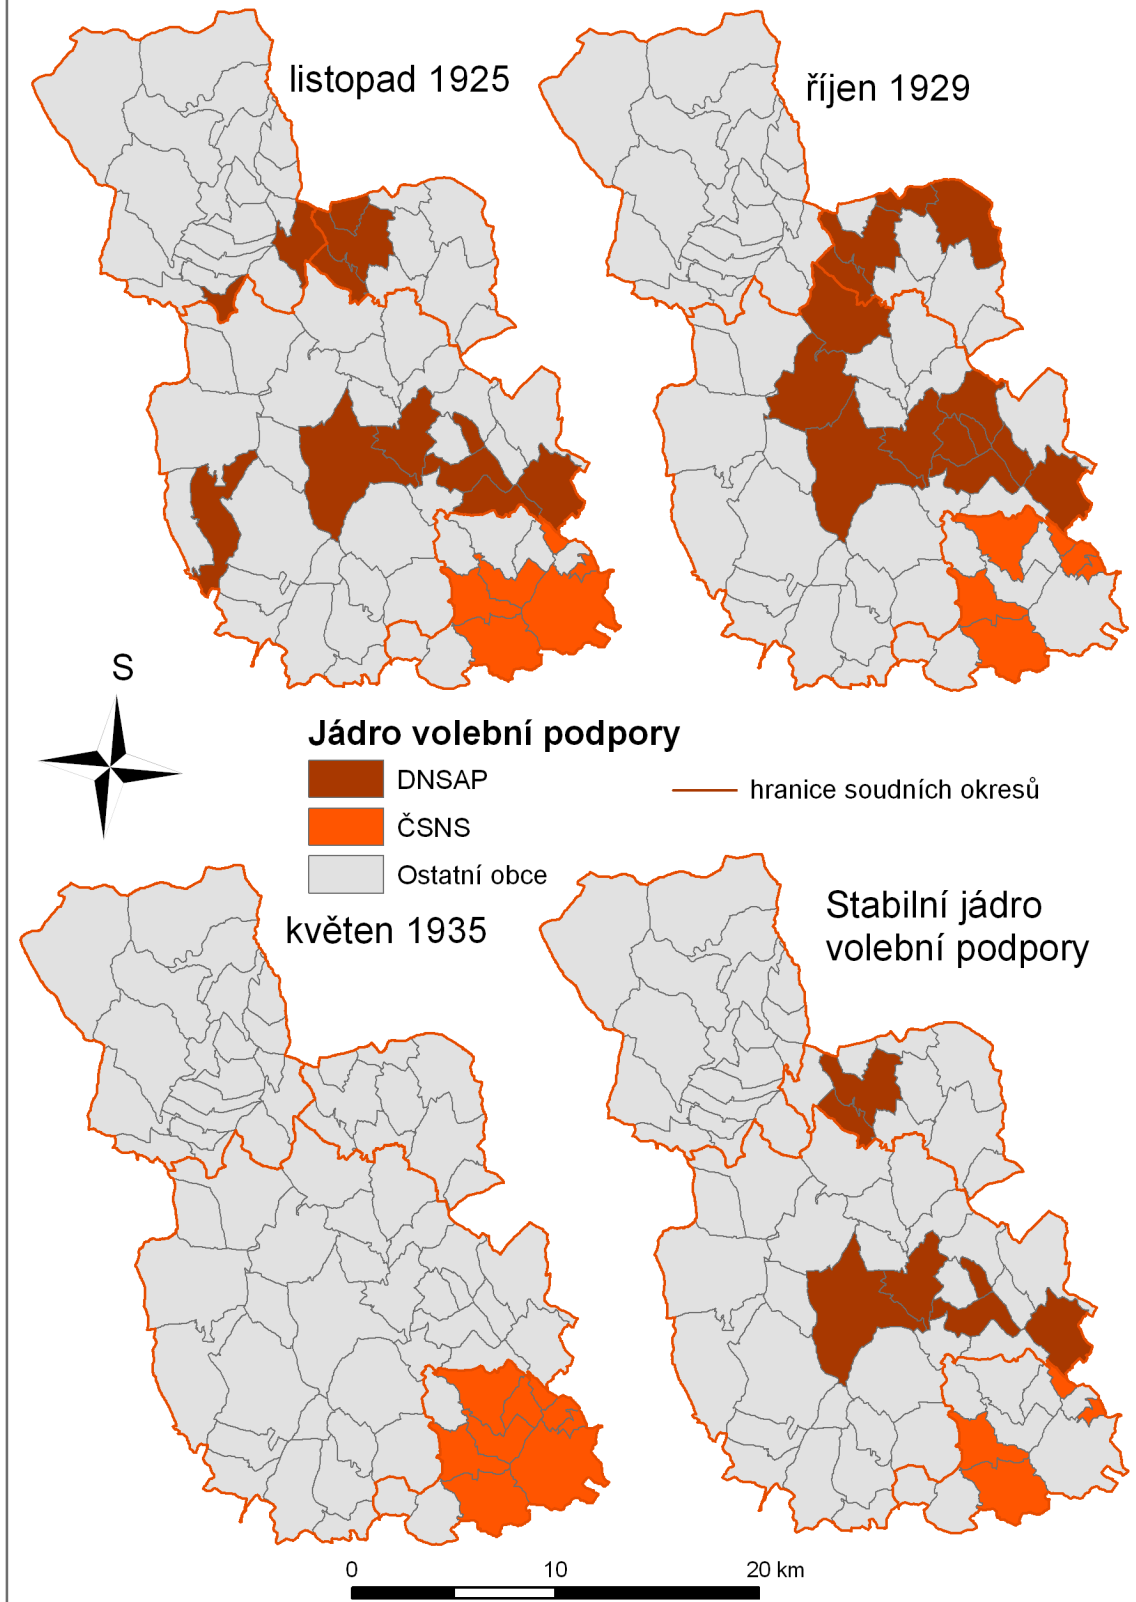 listopad 1925
říjen 1929
S
Jádro volební podpory
DNSAP
ČSNS
Ostatní obce
hranice soudních okresů
květen 1935
Stabilní jádro
volební podpory
0 10 20 km